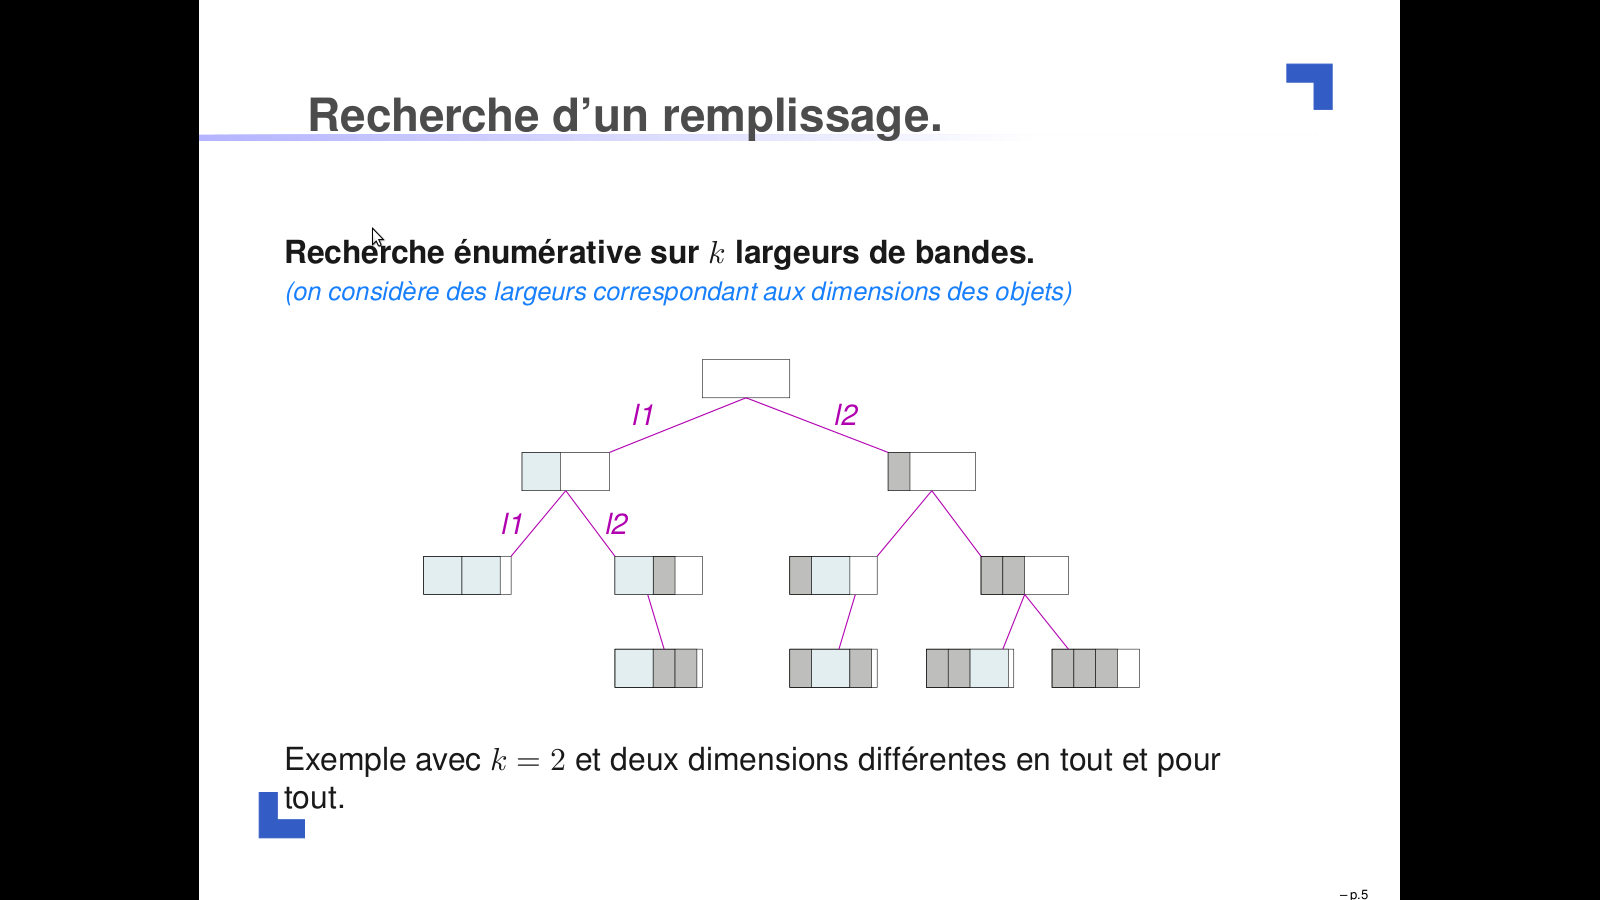 Recherche d’un remplissage.
Recherche énumérative sur k largeurs de bandes.
(on considère des largeurs correspondant aux dimensions des objets)
l1
l2
l1
l2
Exemple avec k = 2 et deux dimensions différentes en tout et pour
tout.
– p.5